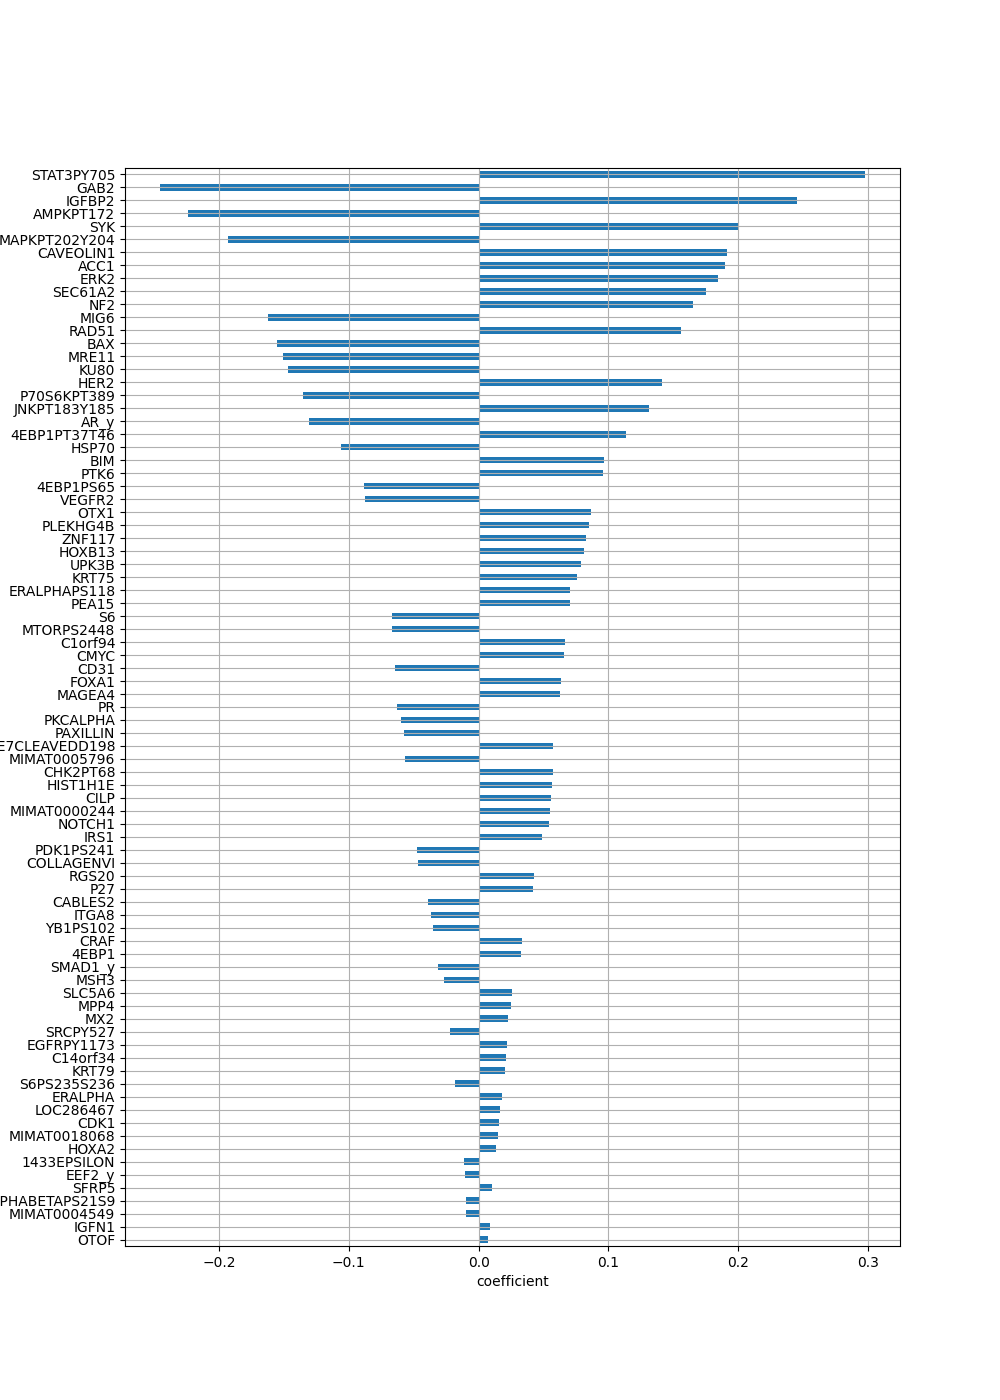 STAT3PY705
GAB2
IGFBP2
AMPKPT172
SYK
MAPKPT202Y204
CAVEOLIN1
ACC1
ERK2
SEC61A2
NF2
MIG6
RAD51
BAX
MRE11
KU80
HER2
P70S6KPT389
JNKPT183Y185
AR_y
4EBP1PT37T46
HSP70
BIM
PTK6
4EBP1PS65
VEGFR2
OTX1
PLEKHG4B
ZNF117
HOXB13
UPK3B
KRT75
ERALPHAPS118
PEA15
S6
MTORPS2448
C1orf94
CMYC
CD31
FOXA1
MAGEA4
PR
PKCALPHA
PAXILLIN
E7CLEAVEDD198
MIMAT0005796
CHK2PT68
HIST1H1E
CILP
MIMAT0000244
NOTCH1
IRS1
PDK1PS241
COLLAGENVI
RGS20
P27
CABLES2
ITGA8
YB1PS102
CRAF
4EBP1
SMAD1_y
MSH3
SLC5A6
MPP4
MX2
SRCPY527
EGFRPY1173
C14orf34
KRT79
S6PS235S236
ERALPHA
LOC286467
CDK1
MIMAT0018068
HOXA2
1433EPSILON
EEF2_y
SFRP5
PHABETAPS21S9
MIMAT0004549
IGFN1
OTOF
−0.2 −0.1 0.0 0.1 0.2 0.3
coefficient